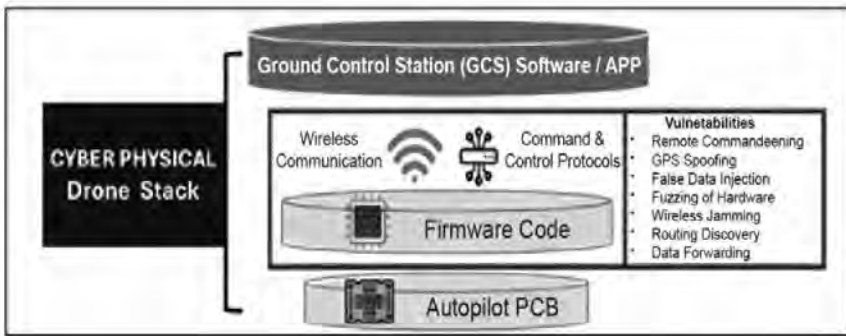 Ground Control Station (GCS) Software / APP
CYBER PHYSICAL
Drone Stack
Wireless
Communication
Command &
Control Protocols
Firmware Code
Vulnetabilities
· Remote Commandeening
· GPS Spoofing
· False Data Injection
· Fuzzing of Hardware
· Wireless Jamming
· Routing Discovery
· Data Forwarding
Autopilot PCB